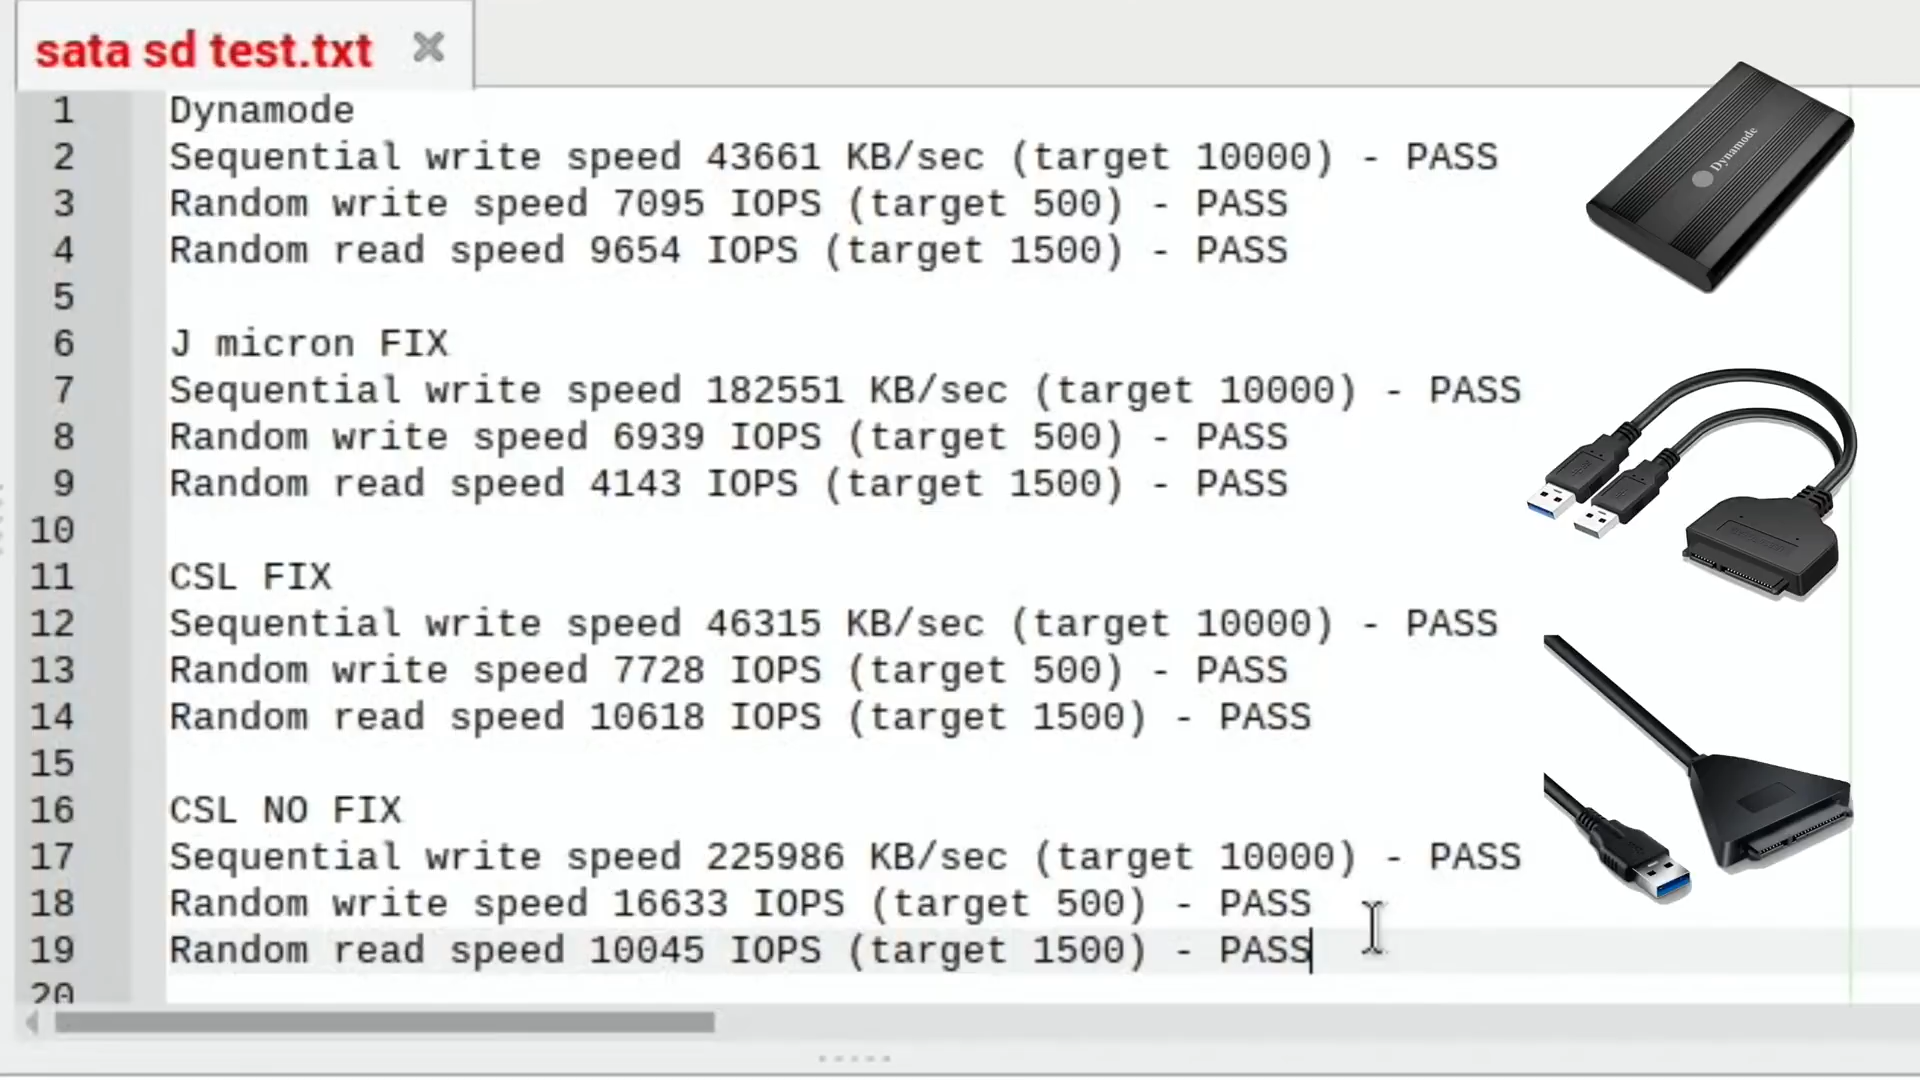 sata sd test.txt
1 Dynamode
2 Sequential write speed 43661 KB/sec (target 10000) - PASS
3 Random write speed 7095 IOPS (target 500) - PASS
4 Random read speed 9654 IOPS (target 1500) - PASS
5
6 J micron FIX
7 Sequential write speed 182551 KB/sec (target 10000) - PASS
8 Random write speed 6939 IOPS (target 500) - PASS
9 Random read speed 4143 IOPS (target 1500) - PASS
10
11 CSL FIX
12 Sequential write speed 46315 KB/sec (target 10000) - PASS
13 Random write speed 7728 IOPS (target 500) - PASS
14 Random read speed 10618 IOPS (target 1500) - PASS
15
16 CSL NO FIX
17 Sequential write speed 225986 KB/sec (target 10000) - PASS
18 Random write speed 16633 IOPS (target 500) - PASS
19 Random read speed 10045 IOPS (target 1500) - PASS
20
Dynamode